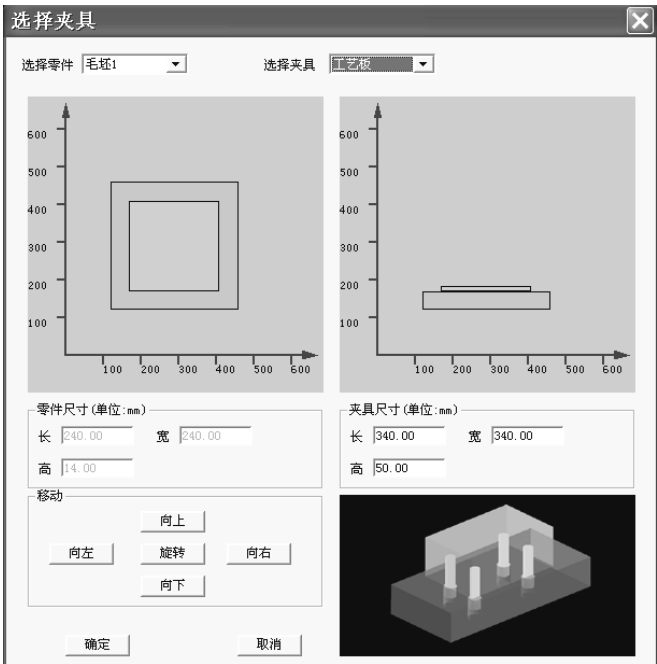 选择夹具
选择零件 毛坯1 选择夹具 工艺板
600 600
500 500
400 400
300 300
200 200
100 100
100 200 300 400 500 600 100 200 300 400 500 600
零件尺寸(单位:mm) 夹具尺寸(单位:mm)
长 240.00 宽 240.00 长 340.00 宽 340.00
高 14.00 高 50.00
移动
向上
向左 旋转 向右
向下
确定 取消